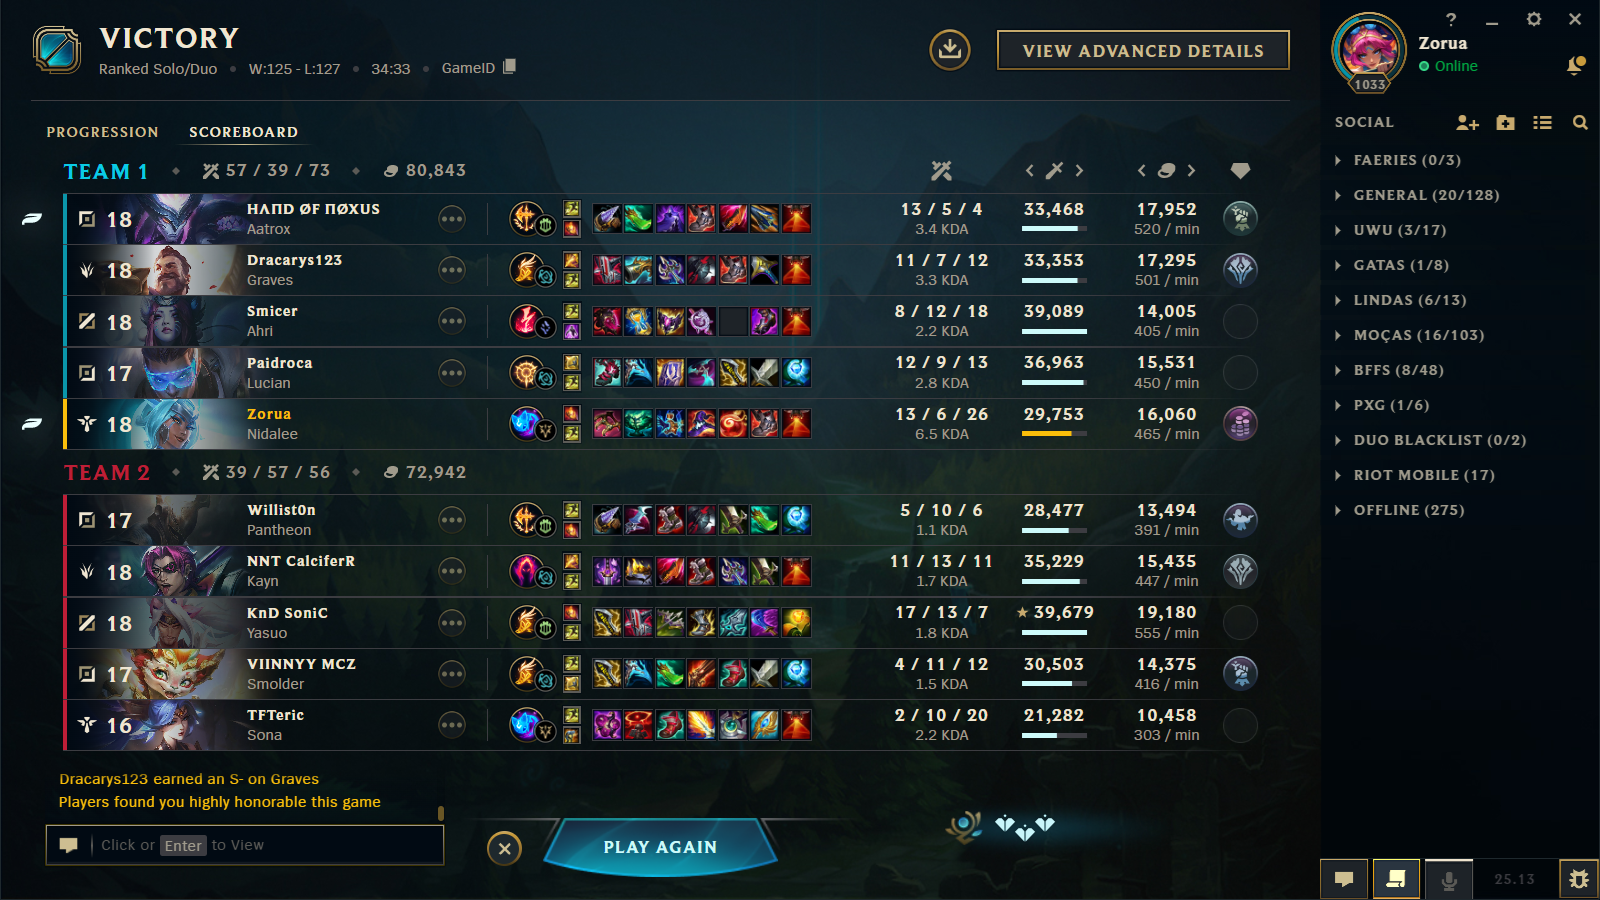 VICTORY
Ranked Solo/Duo • W:125 - L:127 • 34:33 • GameID
VIEW ADVANCED DETAILS
PROGRESSION SCOREBOARD
TEAM 1 57 / 39 / 73 80,843
18 HΛПD ØF ПØXUS 13 / 5 / 4 33,468 17,952
Aatrox 3.4 KDA 520 / min
18 Dracarys123 11 / 7 / 12 33,353 17,295
Graves 3.3 KDA 501 / min
18 Smicer 8 / 12 / 18 39,089 14,005
Ahri 2.2 KDA 405 / min
17 Paidroca 12 / 9 / 13 36,963 15,531
Lucian 2.8 KDA 450 / min
18 Zorua 13 / 6 / 26 29,753 16,060
Nidalee 6.5 KDA 465 / min
TEAM 2 39 / 57 / 56 72,942
17 Willist0n 5 / 10 / 6 28,477 13,494
Pantheon 1.1 KDA 391 / min
18 NNT CalciferR 11 / 13 / 11 35,229 15,435
Kayn 1.7 KDA 447 / min
18 KnD SoniC 17 / 13 / 7 39,679 19,180
Yasuo 1.8 KDA 555 / min
17 VIINNYY MCZ 4 / 11 / 12 30,503 14,375
Smolder 1.5 KDA 416 / min
16 TFTeric 2 / 10 / 20 21,282 10,458
Sona 2.2 KDA 303 / min
Dracarys123 earned an S- on Graves
Players found you highly honorable this game
Click or Enter to View
PLAY AGAIN
?
Zorua
Online
1033
SOCIAL
FAERIES (0/3)
GENERAL (20/128)
UWU (3/17)
GATAS (1/8)
LINDAS (6/13)
MOÇAS (16/103)
BFFS (8/48)
PXG (1/6)
DUO BLACKLIST (0/2)
RIOT MOBILE (17)
OFFLINE (275)
25.13